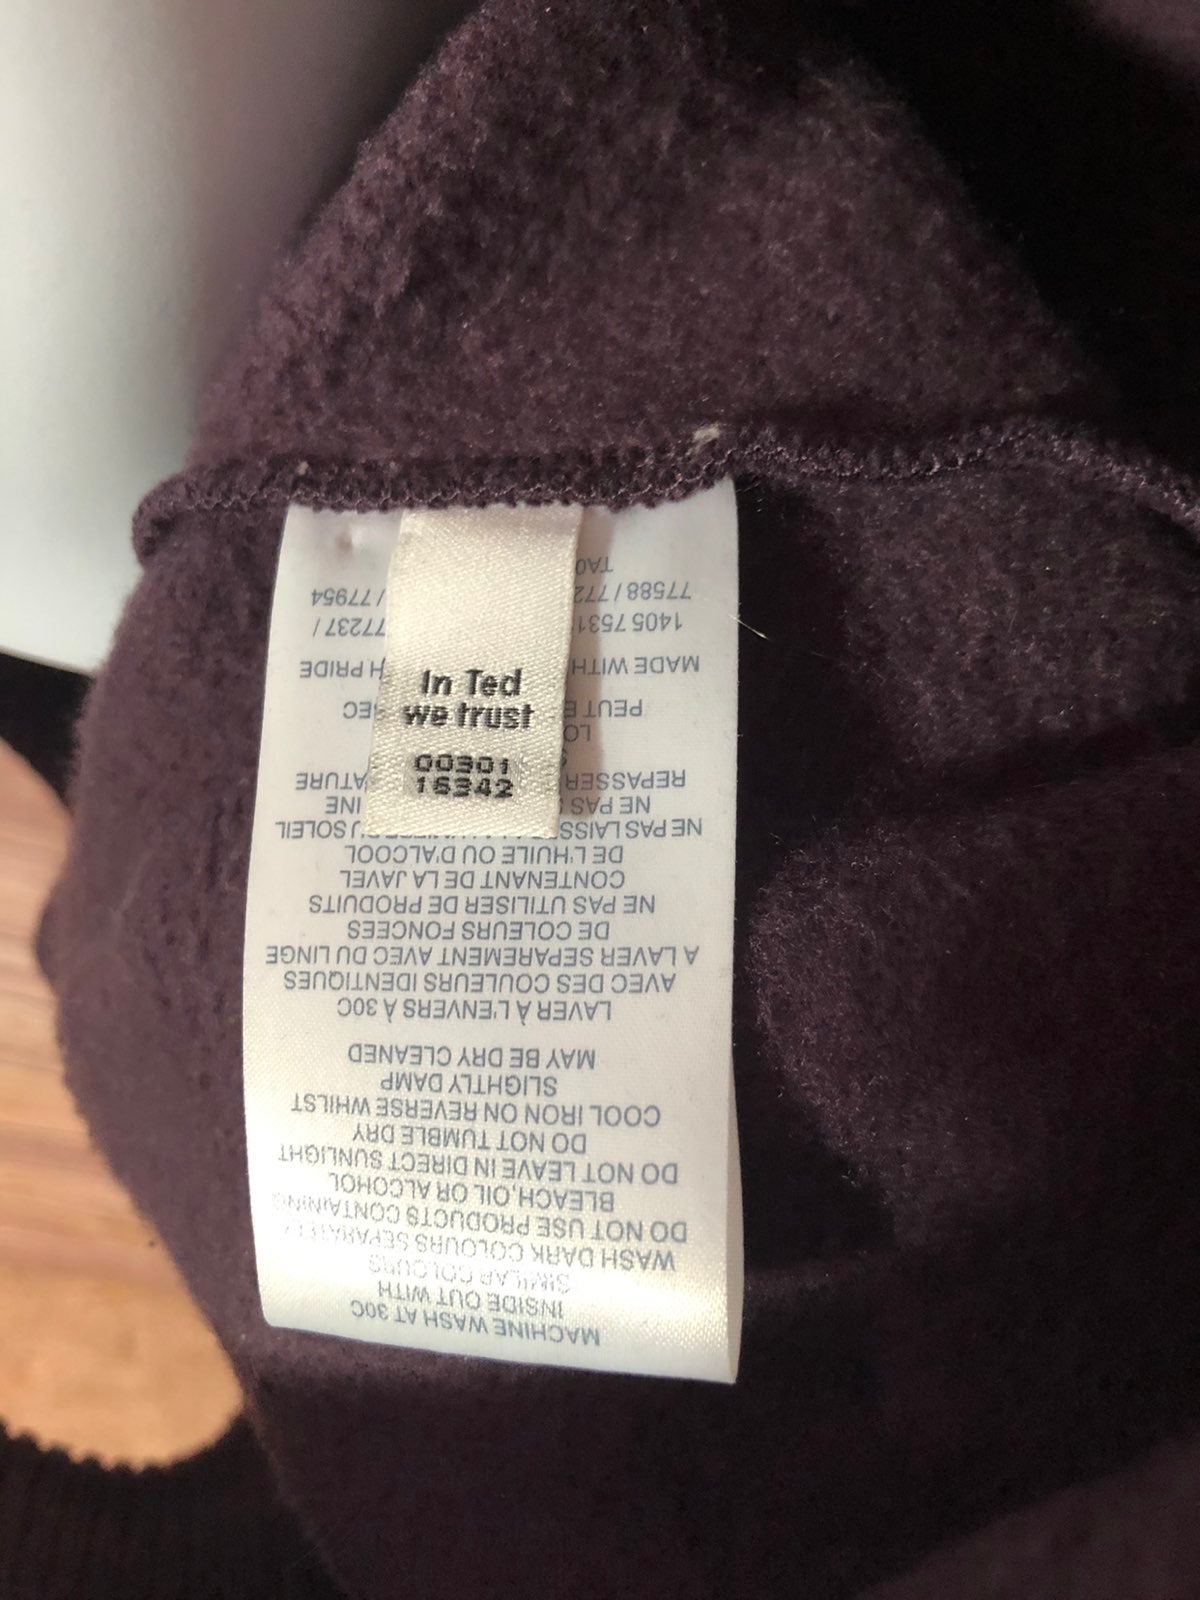 In Ted
we trust
00301
16342
MACHINE WASH AT 30C
INSIDE OUT WITH
SIMILAR COLOURS
WASH DARK COLOURS SEPARATELY
DO NOT USE PRODUCTS CONTAINING
BLEACH,OIL OR ALCOHOL
DO NOT LEAVE IN DIRECT SUNLIGHT
DO NOT TUMBLE DRY
COOL IRON ON REVERSE WHILST
SLIGHTLY DAMP
MAY BE DRY CLEANED
LAVER À L'ENVERS À 30C
AVEC DES COULEURS IDENTIQUES
A LAVER SEPAREMENT AVEC DU LINGE
DE COLEURS FONCEES
NE PAS UTILISER DE PRODUITS
CONTENANT DE LA JAVEL
DE L'HUILE OU D'ALCOOL
NE PAS LAISSER SOLEIL
NE PAS
REPASSER
PEUT
MADE WITH PRIDE
1405 7531 77237 /
77588 / 772 / 77954
TA0